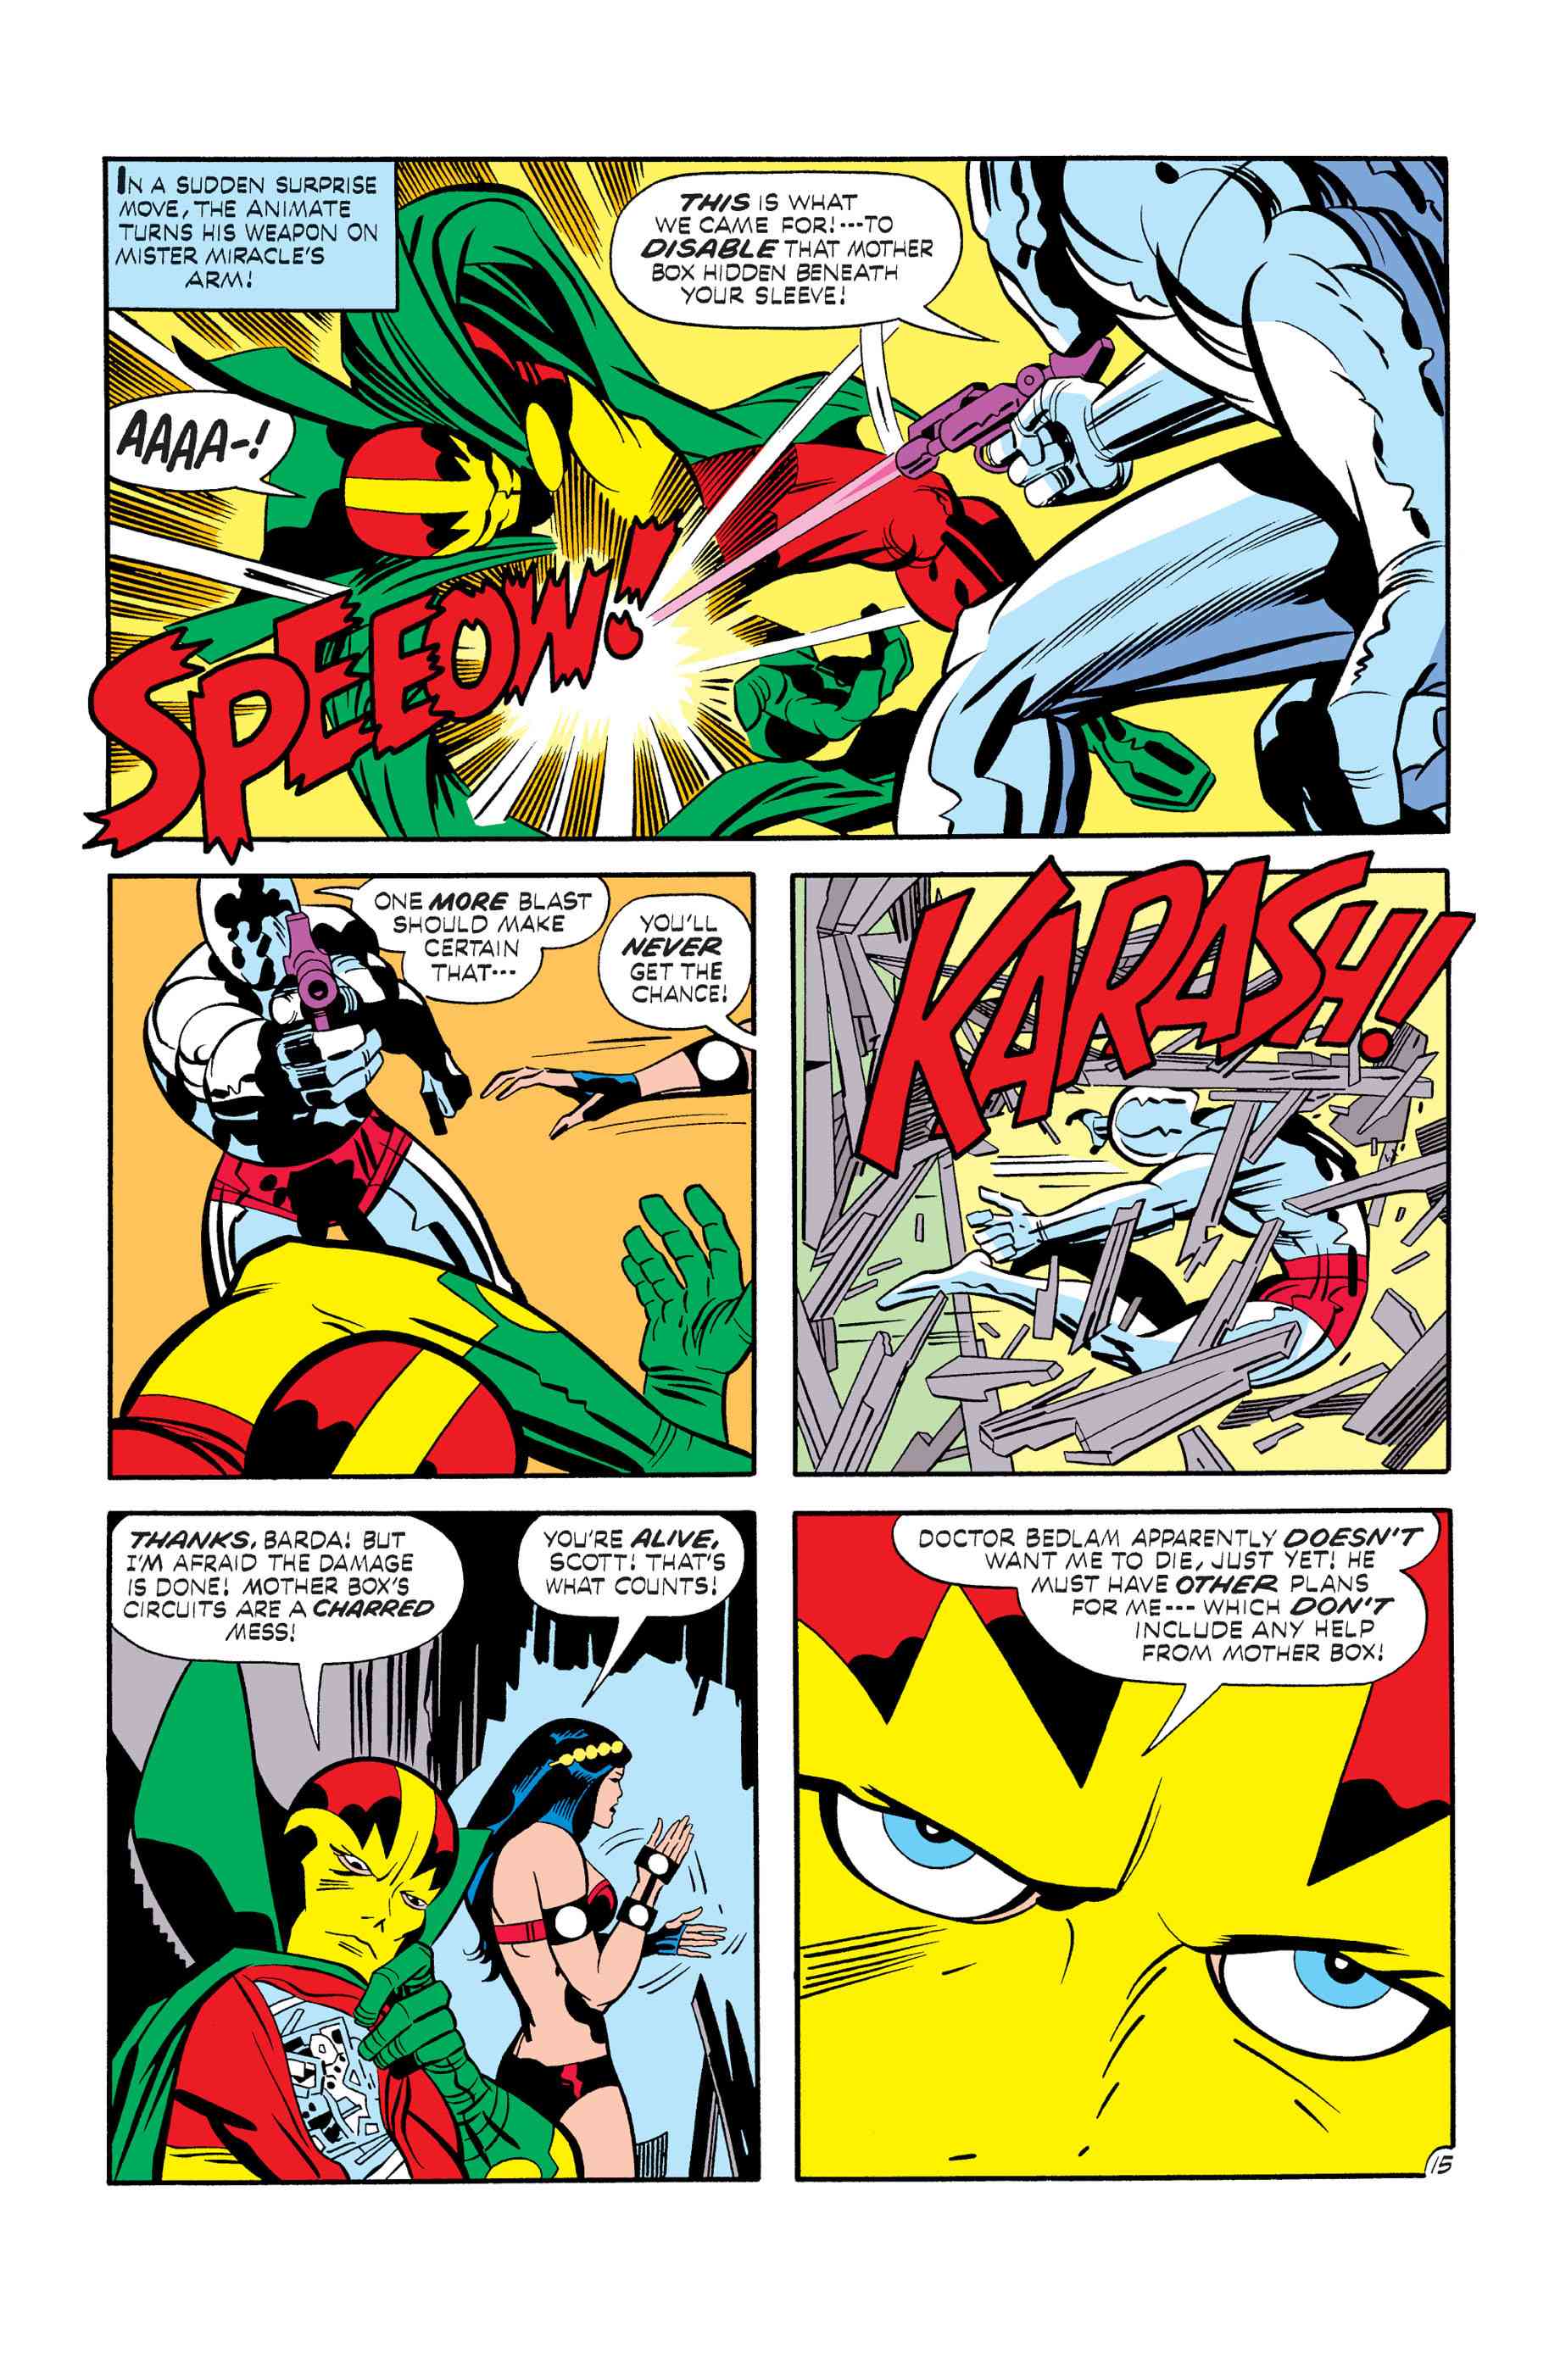 IN A SUDDEN SURPRISE
MOVE, THE ANIMATE
TURNS HIS WEAPON ON
MISTER MIRACLE'S
ARM!
THIS IS WHAT
WE CAME FOR!---TO
DISABLE THAT MOTHER
BOX HIDDEN BENEATH
YOUR SLEEVE!
AAAA-!
SPEEOW!
ONE MORE BLAST
SHOULD MAKE
CERTAIN
THAT---
YOU'LL
NEVER
GET THE
CHANCE!
KARASH!
THANKS, BARDA! BUT
I'M AFRAID THE DAMAGE
IS DONE! MOTHER BOX'S
CIRCUITS ARE A CHARRED
MESS!
YOU'RE ALIVE,
SCOTT! THAT'S
WHAT COUNTS!
DOCTOR BEDLAM APPARENTLY DOESN'T
WANT ME TO DIE, JUST YET! HE
MUST HAVE OTHER PLANS
FOR ME--- WHICH DON'T
INCLUDE ANY HELP
FROM MOTHER BOX!
15